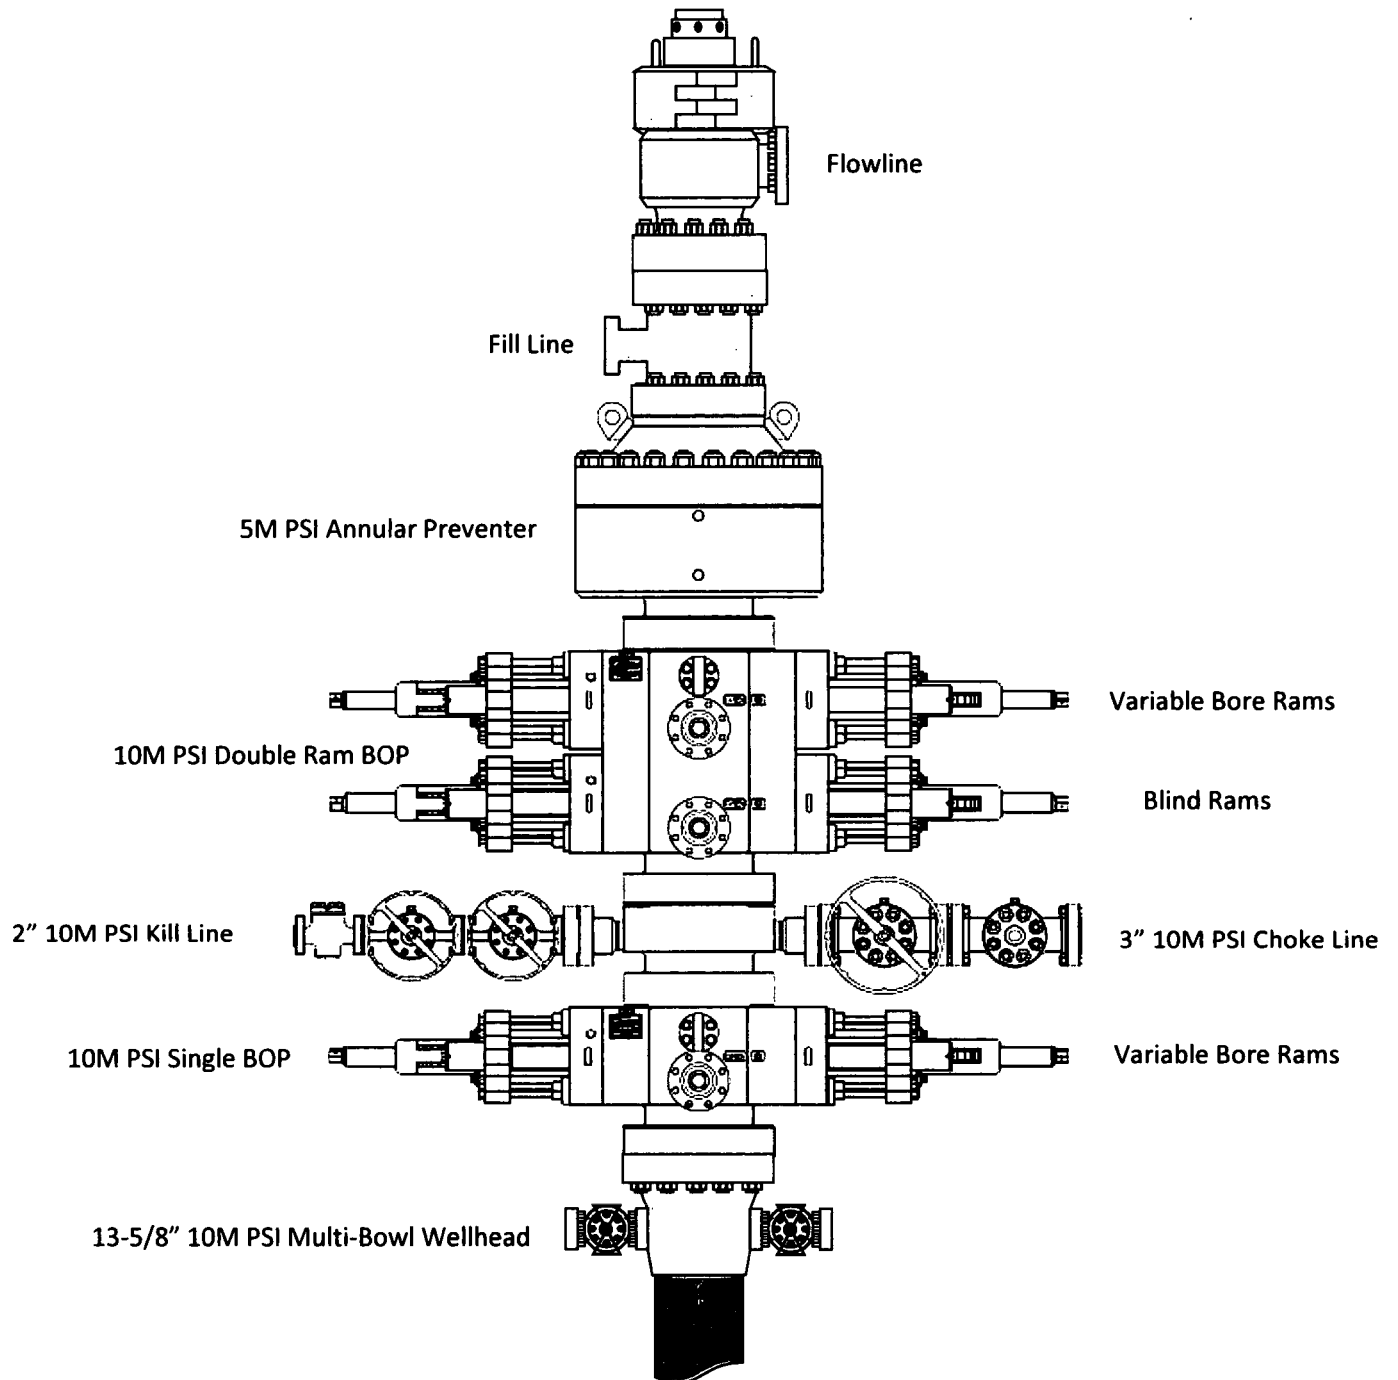 Flowline
Fill Line
5M PSI Annular Preventer
Variable Bore Rams
10M PSI Double Ram BOP
Blind Rams
2” 10M PSI Kill Line
3” 10M PSI Choke Line
10M PSI Single BOP
Variable Bore Rams
13-5/8” 10M PSI Multi-Bowl Wellhead